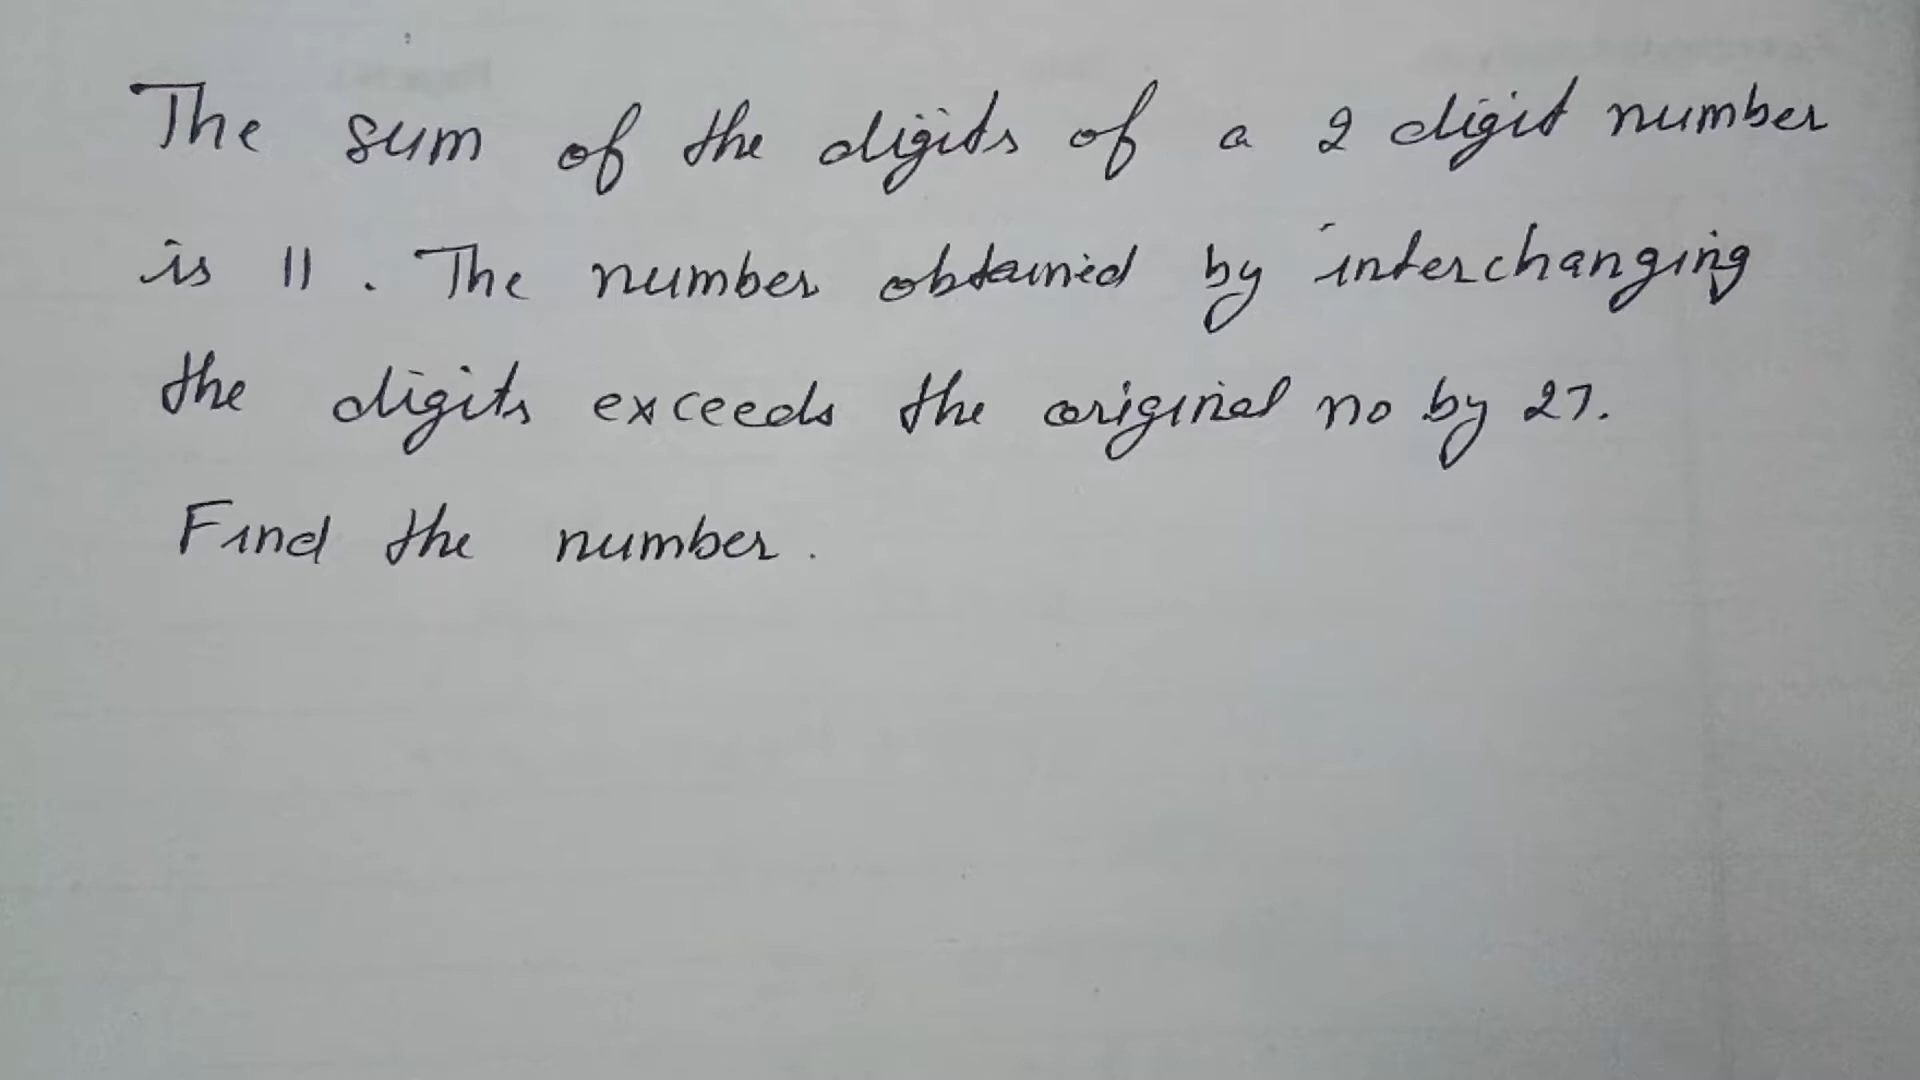 The sum of the digits of a 2 digit number
is 11. The number obtained by interchanging
the digits exceeds the original no by 27.
Find the number.